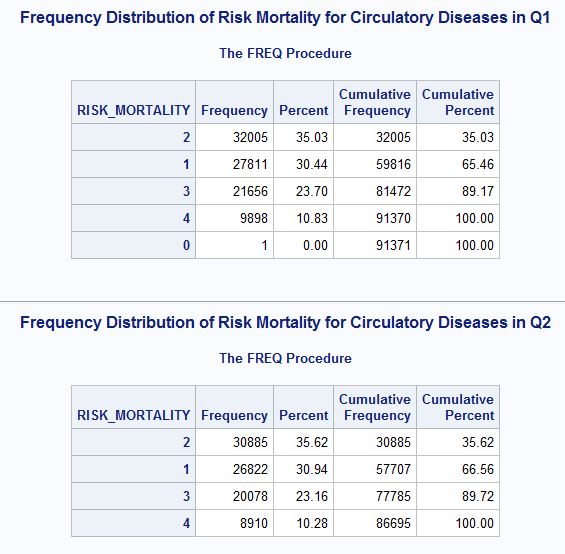 Frequency Distribution of Risk Mortality for Circulatory Diseases in Q1
The FREQ Procedure
RISK_MORTALITY Frequency Percent Cumulative Frequency Cumulative Percent
2 32005 35.03 32005 35.03
1 27811 30.44 59816 65.46
3 21656 23.70 81472 89.17
4 9898 10.83 91370 100.00
0 1 0.00 91371 100.00
Frequency Distribution of Risk Mortality for Circulatory Diseases in Q2
The FREQ Procedure
RISK_MORTALITY Frequency Percent Cumulative Frequency Cumulative Percent
2 30885 35.62 30885 35.62
1 26822 30.94 57707 66.56
3 20078 23.16 77785 89.72
4 8910 10.28 86695 100.00